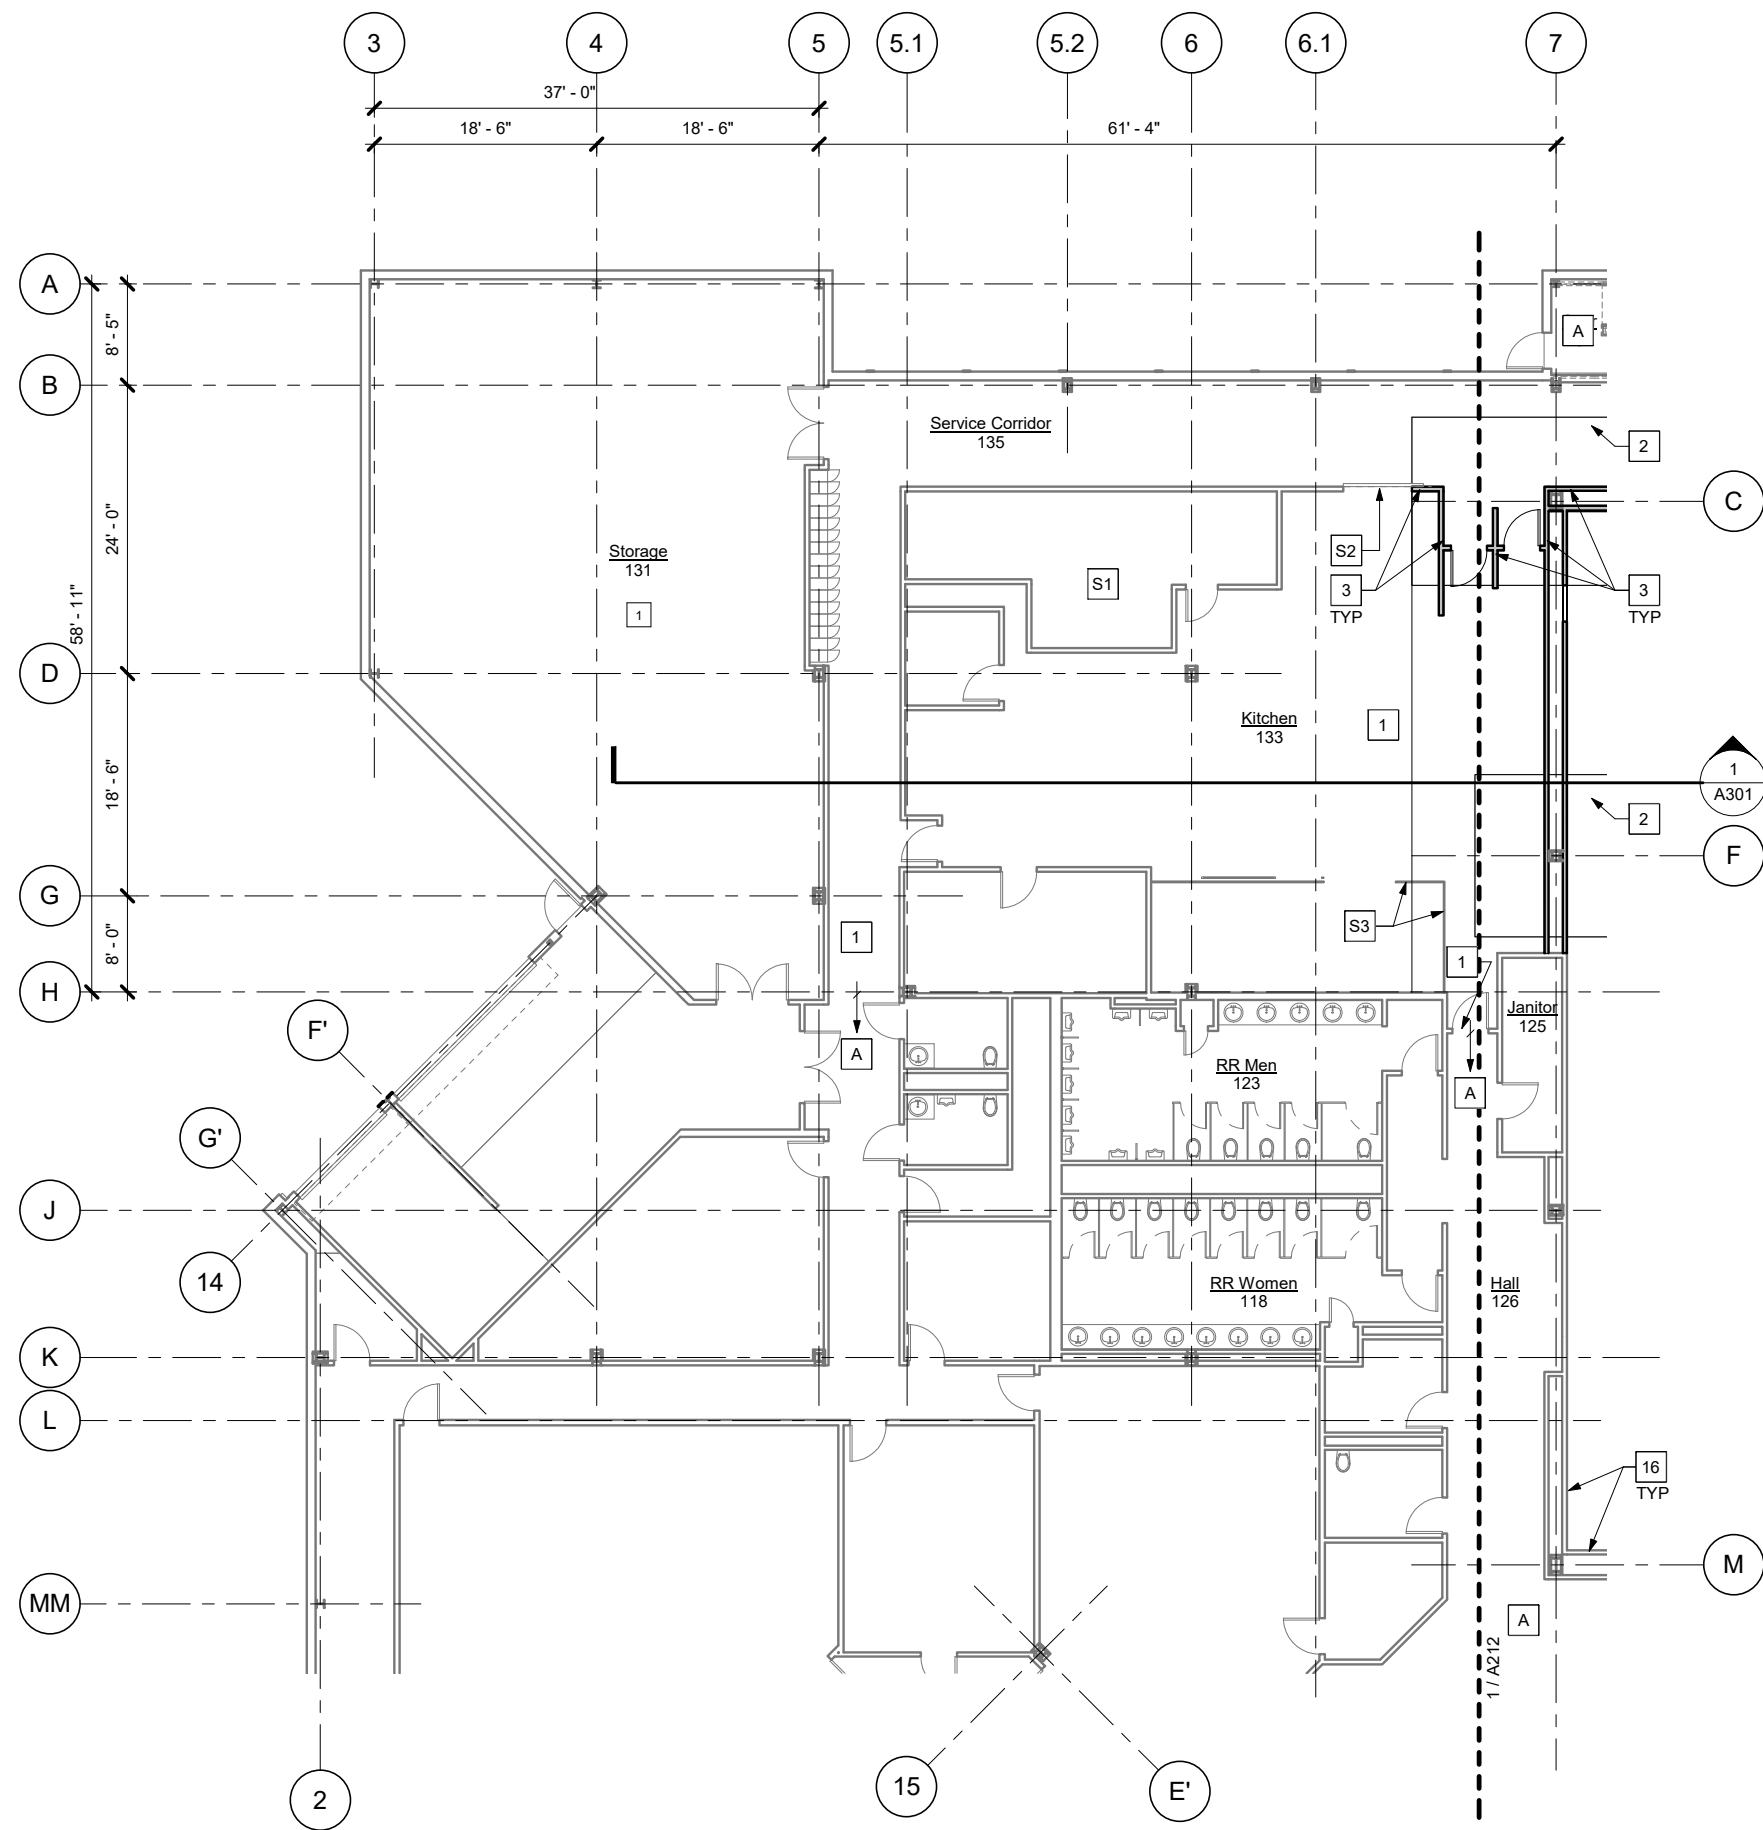 3
4
5
5.1
5.2
6
6.1
7
37' - 0"
18' - 6"
18' - 6"
61' - 4"
A
8' - 5"
A
B
Service Corridor
135
2
C
24' - 0"
Storage
131
S2
S1
3
TYP
3
TYP
1
58' - 11"
D
Kitchen
133
1
1
A301
18' - 6"
2
F
G
S3
1
8' - 0"
1
H
Janitor
125
F'
A
RR Men
123
A
G'
J
14
RR Women
118
Hall
126
K
L
16
TYP
M
MM
A
1 / A212
15
E'
2